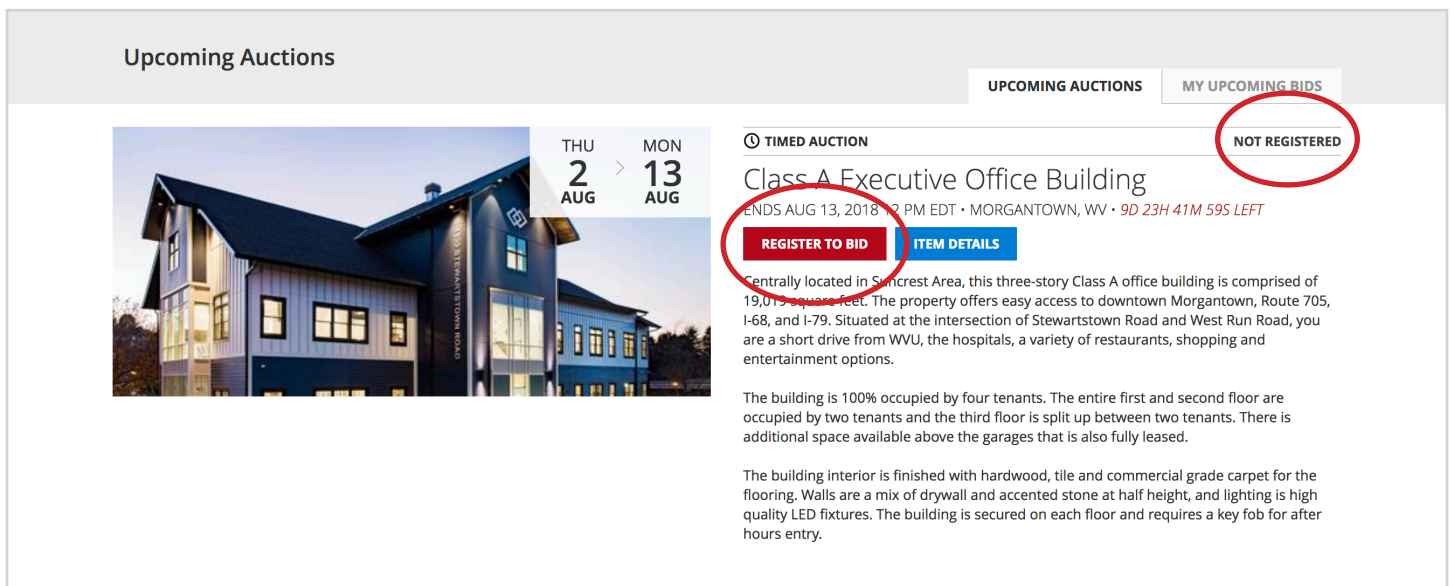 Upcoming Auctions
UPCOMING AUCTIONS
MY UPCOMING BIDS
THU
2
AUG
>
MON
13
AUG
STEWARTSTOWN ROAD
TIMED AUCTION
NOT REGISTERED
Class A Executive Office Building
ENDS AUG 13, 2018 12 PM EDT • MORGANTOWN, WV • 9D 23H 41M 59S LEFT
REGISTER TO BID
ITEM DETAILS
Centrally located in Suncrest Area, this three-story Class A office building is comprised of
19,019 square feet. The property offers easy access to downtown Morgantown, Route 705,
I-68, and I-79. Situated at the intersection of Stewartstown Road and West Run Road, you
are a short drive from WVU, the hospitals, a variety of restaurants, shopping and
entertainment options.
The building is 100% occupied by four tenants. The entire first and second floor are
occupied by two tenants and the third floor is split up between two tenants. There is
additional space available above the garages that is also fully leased.
The building interior is finished with hardwood, tile and commercial grade carpet for the
flooring. Walls are a mix of drywall and accented stone at half height, and lighting is high
quality LED fixtures. The building is secured on each floor and requires a key fob for after
hours entry.